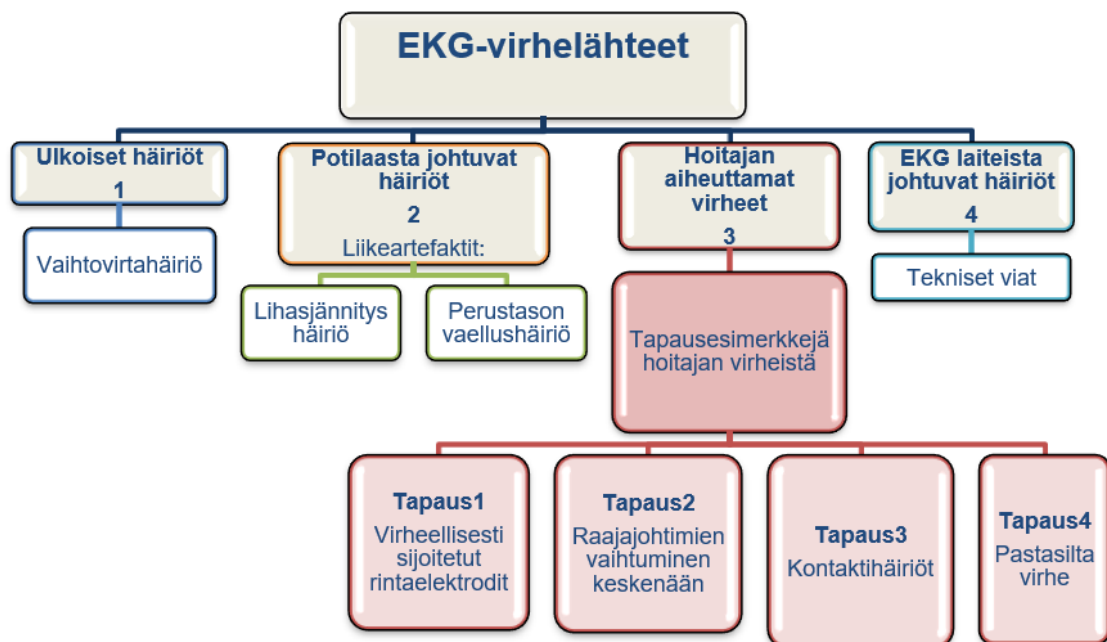 EKG-virhelähteet
Ulkoiset häiriöt
1
Vaihtovirtahäiriö
Potilaasta johtuvat
häiriöt
2
Liikeartefaktit:
Lihasjännitys
häiriö
Perustason
vaellushäiriö
Hoitajan
aiheuttamat
virheet
3
Tapausesimerkkejä
hoitajan virheistä
EKG laiteista
johtuvat häiriöt
4
Tekniset viat
Tapaus1
Virheellisesti
sijoitetut
rintaelektrodit
Tapaus2
Raajajohtimien
vaihtuminen
keskenään
Tapaus3
Kontaktihäiriöt
Tapaus4
Pastasilta
virhe